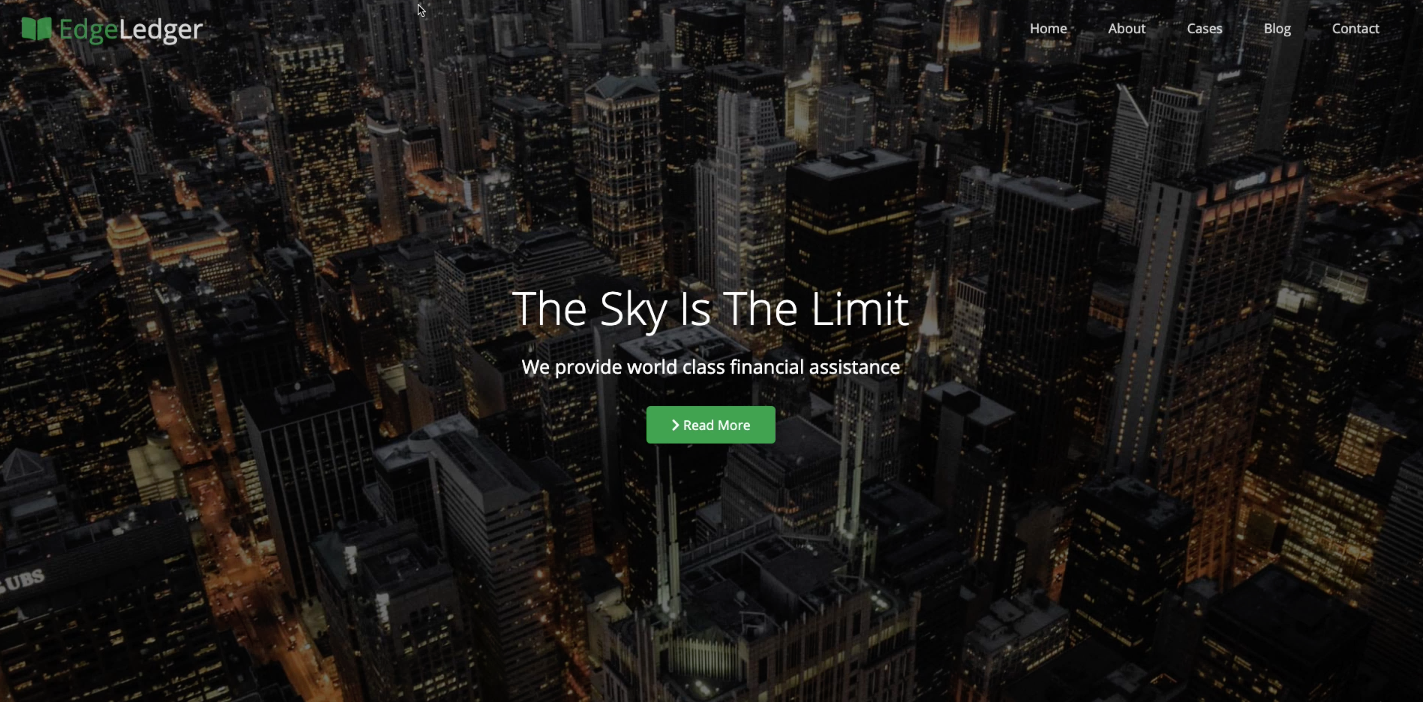 EdgeLedger
Home About Cases Blog Contact
The Sky Is The Limit
We provide world class financial assistance
Read More
UBS